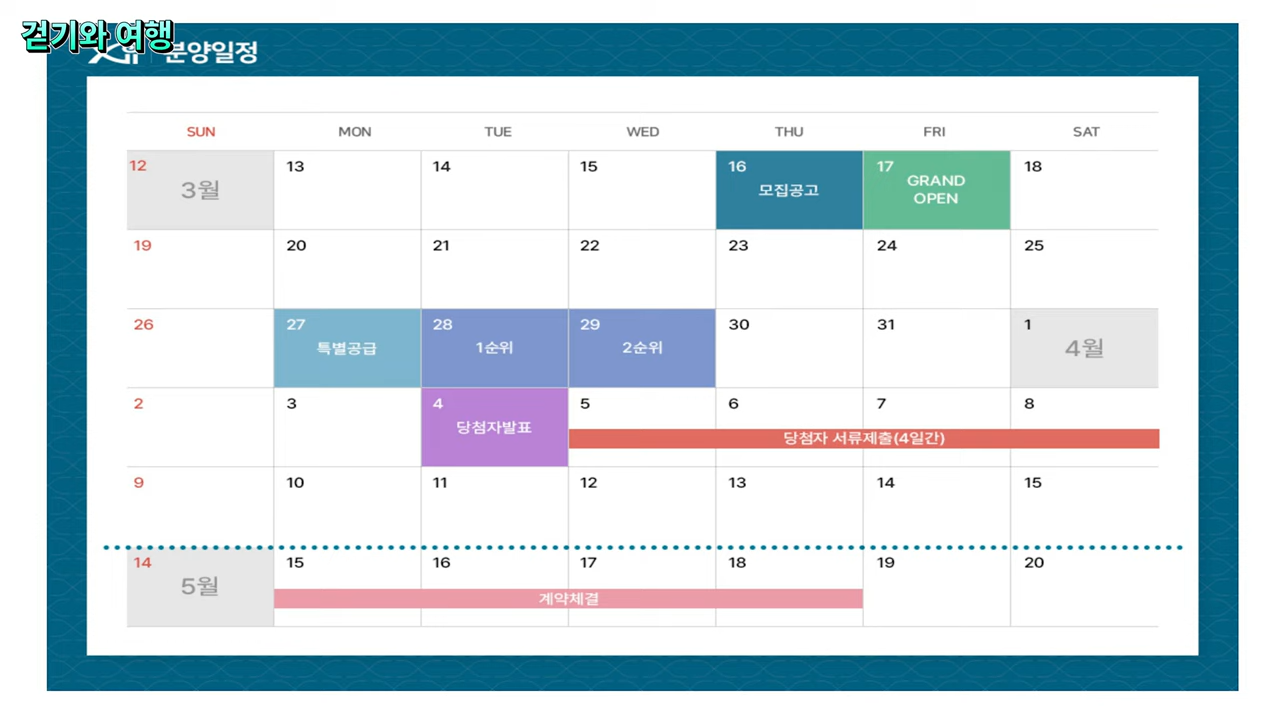 걷기와 여행
분양일정
SUN MON TUE WED THU FRI SAT
12 13 14 15 16 17 18
3월 모집공고 GRAND
OPEN
19 20 21 22 23 24 25
26 27 28 29 30 31 1
특별공급 1순위 2순위 4월
2 3 4 5 6 7 8
당첨자발표
당첨자 서류제출(4일간)
9 10 11 12 13 14 15
14 15 16 17 18 19 20
5월
계약체결